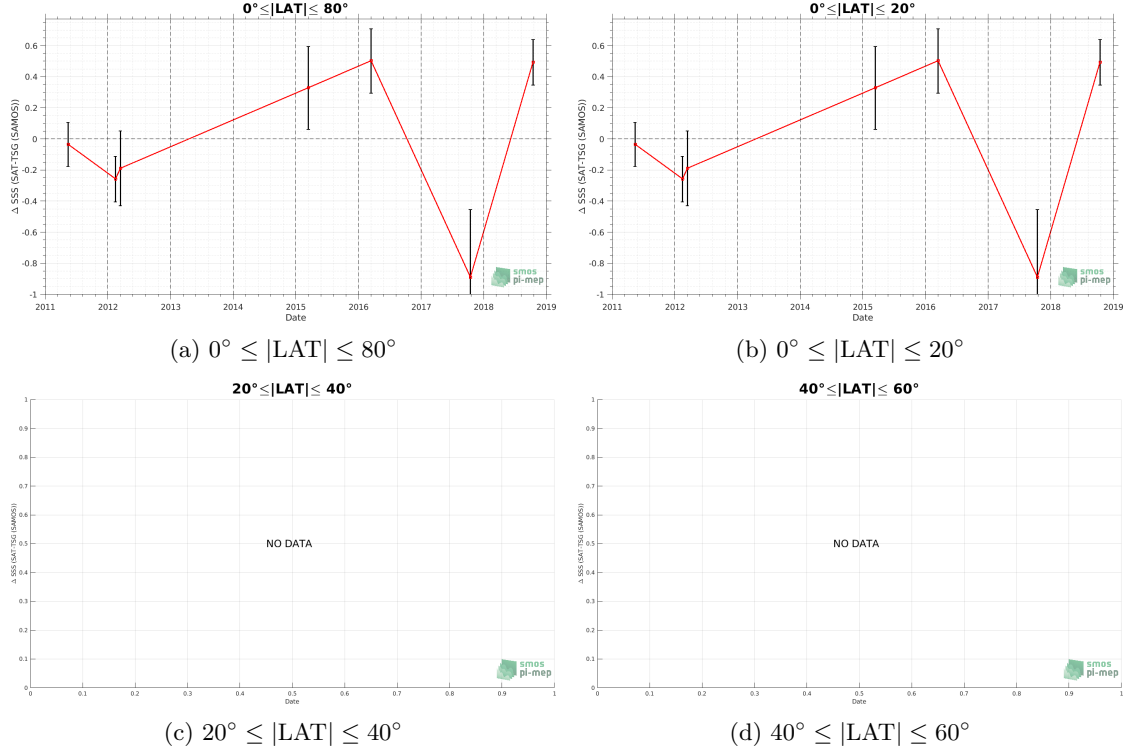 0°≤|LAT|≤ 80°
Δ SSS (SAT-TSG (SAMOS))
0.6
0.4
0.2
0
-0.2
-0.4
-0.6
-0.8
-1
2011 2012 2013 2014 2015 2016 2017 2018 2019
Date
smos
pi-mep
(a) 0° ≤ |LAT| ≤ 80°
0°≤|LAT|≤ 20°
Δ SSS (SAT-TSG (SAMOS))
0.6
0.4
0.2
0
-0.2
-0.4
-0.6
-0.8
-1
2011 2012 2013 2014 2015 2016 2017 2018 2019
Date
smos
pi-mep
(b) 0° ≤ |LAT| ≤ 20°
20°≤|LAT|≤ 40°
Δ SSS (SAT-TSG (SAMOS))
1
0.9
0.8
0.7
0.6
0.5
0.4
0.3
0.2
0.1
0
NO DATA
0 0.1 0.2 0.3 0.4 0.5 0.6 0.7 0.8 0.9 1
Date
smos
pi-mep
(c) 20° ≤ |LAT| ≤ 40°
40°≤|LAT|≤ 60°
Δ SSS (SAT-TSG (SAMOS))
1
0.9
0.8
0.7
0.6
0.5
0.4
0.3
0.2
0.1
0
NO DATA
0 0.1 0.2 0.3 0.4 0.5 0.6 0.7 0.8 0.9 1
Date
smos
pi-mep
(d) 40° ≤ |LAT| ≤ 60°